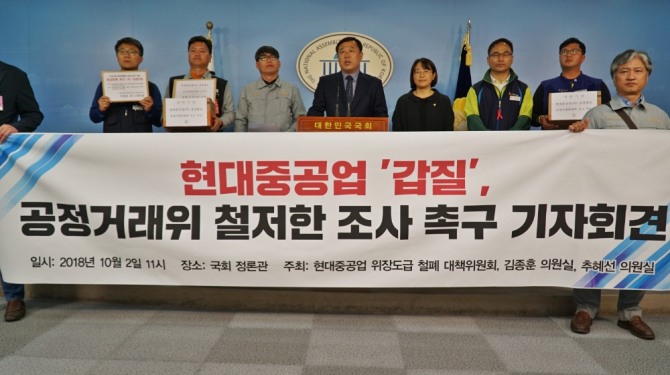 NATIONAL ASSEMBLY REPUBLIC OF
대한민국국회
현대중공업 '갑질',
공정거래위 철저한 조사 촉구 기자회견
일시: 2018년 10월 2일 11시 장소: 국회 정론관 주최: 현대중공업 위장도급 철폐 대책위원회, 김종훈 의원실, 추혜선 의원실